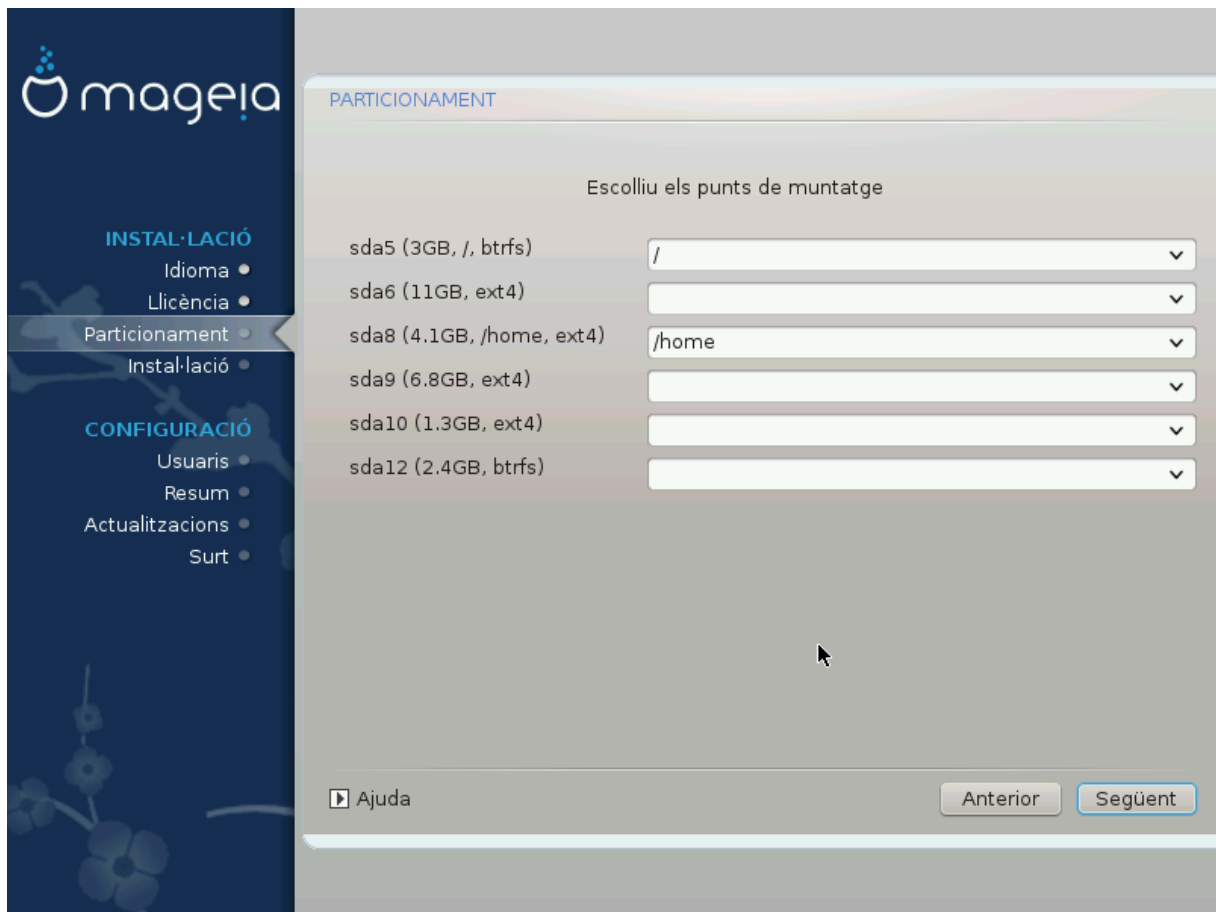 mageia
INSTAL·LACIÓ
Idioma
Llicència
Particionament
Instal·lació
CONFIGURACIÓ
Usuaris
Resum
Actualitzacions
Surt
PARTICIONAMENT
Escolliu els punts de muntatge
sda5 (3GB, /, btrfs) /
sda6 (11GB, ext4)
sda8 (4.1GB, /home, ext4) /home
sda9 (6.8GB, ext4)
sda10 (1.3GB, ext4)
sda12 (2.4GB, btrfs)
Ajuda Anterior Següent